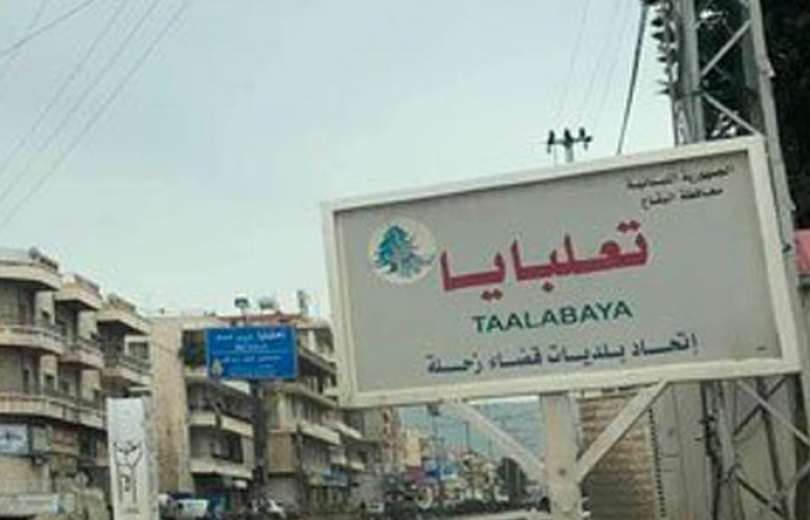 الجمهورية اللبنانية
محافظة البقاع
تعلبايا
TAALABAYA
إتحاد بلديات قضاء زحلة